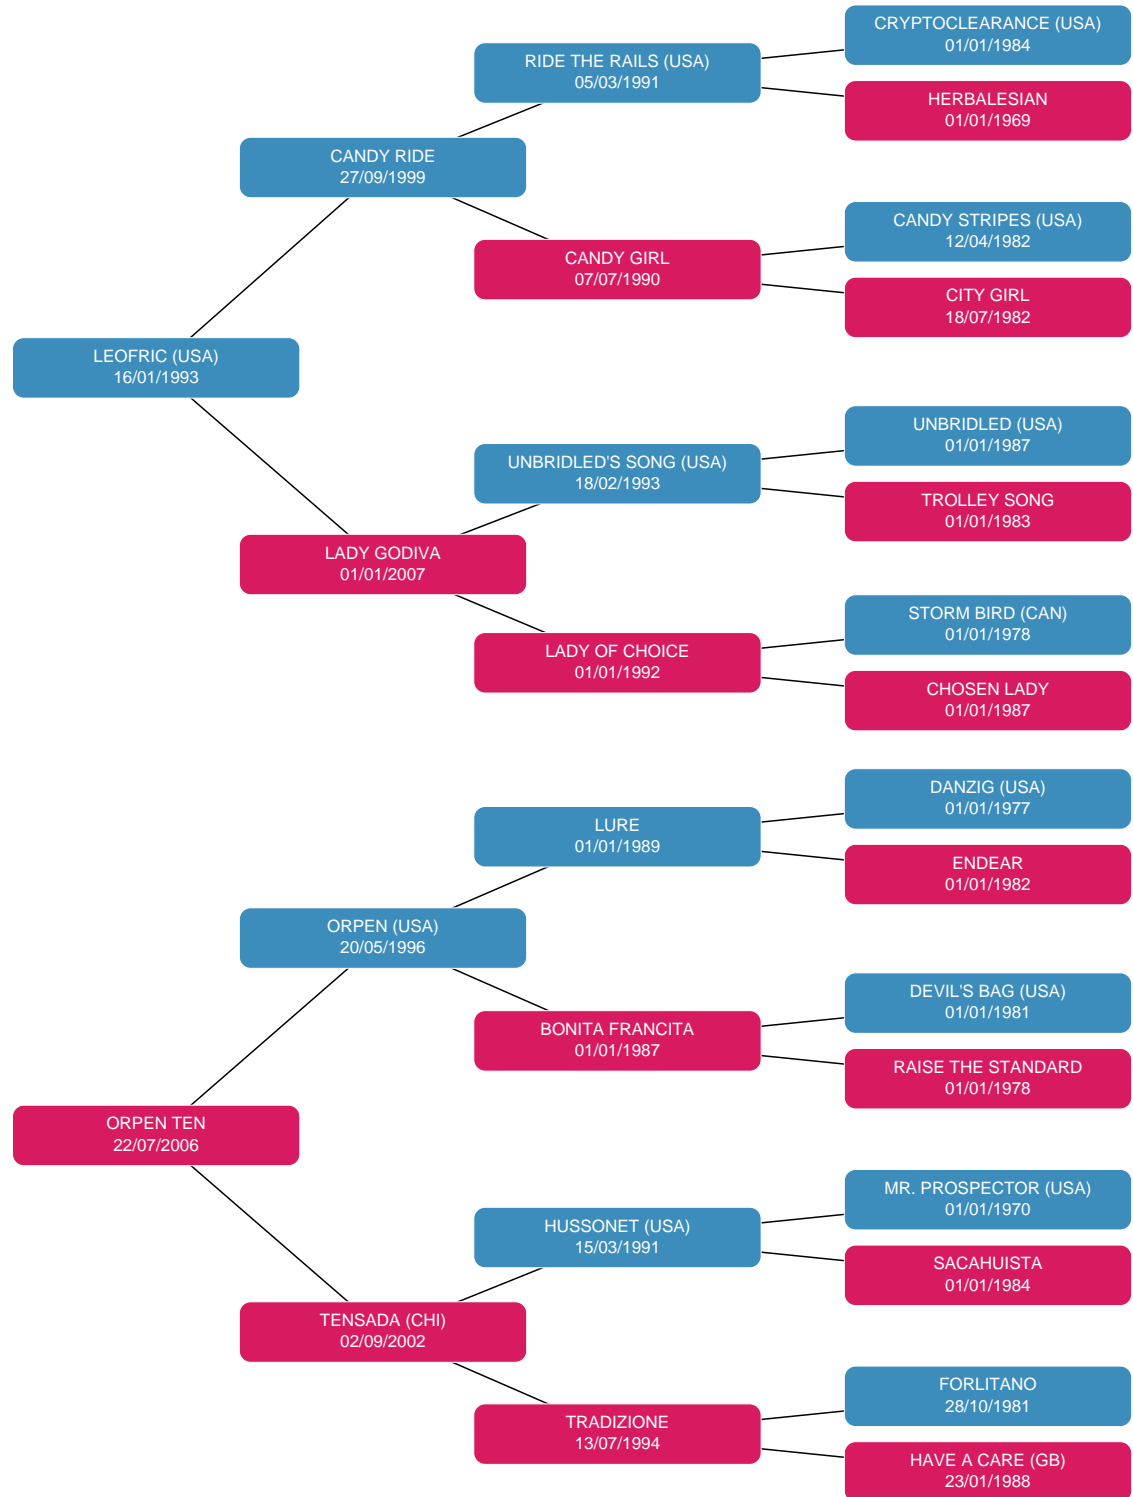 CRYPTOCLEARANCE (USA)
01/01/1984
RIDE THE RAILS (USA)
05/03/1991
HERBALESIAN
01/01/1969
CANDY RIDE
27/09/1999
CANDY STRIPES (USA)
12/04/1982
CANDY GIRL
07/07/1990
CITY GIRL
18/07/1982
LEOFRIC (USA)
16/01/1993
UNBRIDLED (USA)
01/01/1987
UNBRIDLED'S SONG (USA)
18/02/1993
TROLLEY SONG
01/01/1983
LADY GODIVA
01/01/2007
STORM BIRD (CAN)
01/01/1978
LADY OF CHOICE
01/01/1992
CHOSEN LADY
01/01/1987
DANZIG (USA)
01/01/1977
LURE
01/01/1989
ENDEAR
01/01/1982
ORPEN (USA)
20/05/1996
DEVIL'S BAG (USA)
01/01/1981
BONITA FRANCITA
01/01/1987
RAISE THE STANDARD
01/01/1978
ORPEN TEN
22/07/2006
MR. PROSPECTOR (USA)
01/01/1970
HUSSONET (USA)
15/03/1991
SACAHUISTA
01/01/1984
TENSADA (CHI)
02/09/2002
FORLITANO
28/10/1981
TRADIZIONE
13/07/1994
HAVE A CARE (GB)
23/01/1988